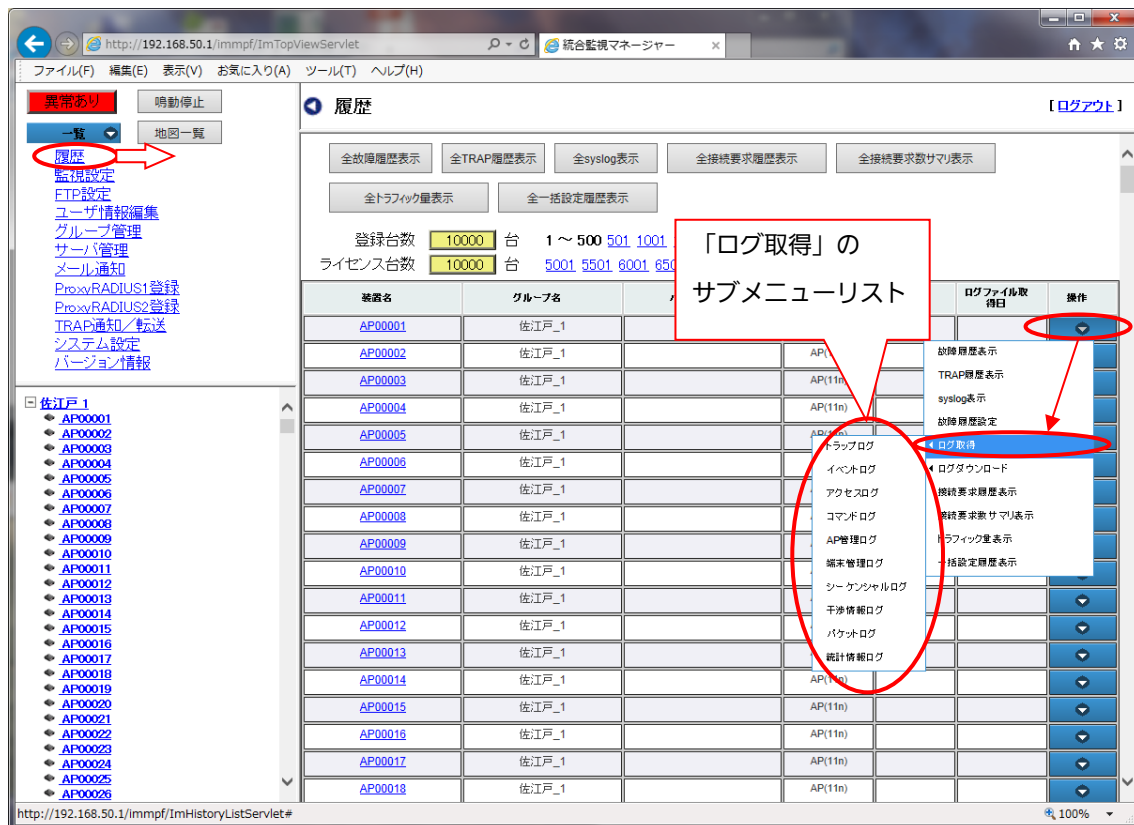 http://192.168.50.1/immpf/ImTopViewServlet
統合監視マネージャー
ファイル(F) 編集(E) 表示(V) お気に入り(A) ツール(T) ヘルプ(H)
異常あり
鳴動停止
一覧
地図一覧
履歴
監視設定
FTP設定
ユーザ情報編集
グループ管理
サーバ管理
メール通知
ProxyRADIUS1登録
ProxyRADIUS2登録
TRAP通知/転送
システム設定
バージョン情報
佐江戸 1
AP00001
AP00002
AP00003
AP00004
AP00005
AP00006
AP00007
AP00008
AP00009
AP00010
AP00011
AP00012
AP00013
AP00014
AP00015
AP00016
AP00017
AP00018
AP00019
AP00020
AP00021
AP00022
AP00023
AP00024
AP00025
AP00026
履歴
[ ログアウト ]
全故障履歴表示 全TRAP履歴表示 全syslog表示 全接続要求履歴表示 全接続要求数サマリ表示
全トラフィック量表示 全一括設定履歴表示
登録台数 10000 台 1 ～ 500 501 1001
ライセンス台数 10000 台 5001 5501 6001
「ログ取得」の
サブメニューリスト
装置名 グループ名 ログファイル取得日 操作
AP00001 佐江戸_1
AP00002 佐江戸_1
AP00003 佐江戸_1 AP(11n)
AP00004 佐江戸_1 AP(11n)
AP00005 佐江戸_1
AP00006 佐江戸_1
AP00007 佐江戸_1
AP00008 佐江戸_1
AP00009 佐江戸_1
AP00010 佐江戸_1
AP00011 佐江戸_1
AP00012 佐江戸_1
AP00013 佐江戸_1
AP00014 佐江戸_1 AP(11n)
AP00015 佐江戸_1 AP(11n)
AP00016 佐江戸_1 AP(11n)
AP00017 佐江戸_1 AP(11n)
AP00018 佐江戸_1 AP(11n)
故障履歴表示
TRAP履歴表示
syslog表示
故障履歴設定
ログ取得
ログダウンロード
接続要求履歴表示
接続要求数サマリ表示
トラフィック量表示
一括設定履歴表示
トラップログ
イベントログ
アクセスログ
コマンドログ
AP管理ログ
端末管理ログ
シーケンシャルログ
干渉情報ログ
パケットログ
統計情報ログ
http://192.168.50.1/immpf/ImHistoryListServlet#
100%